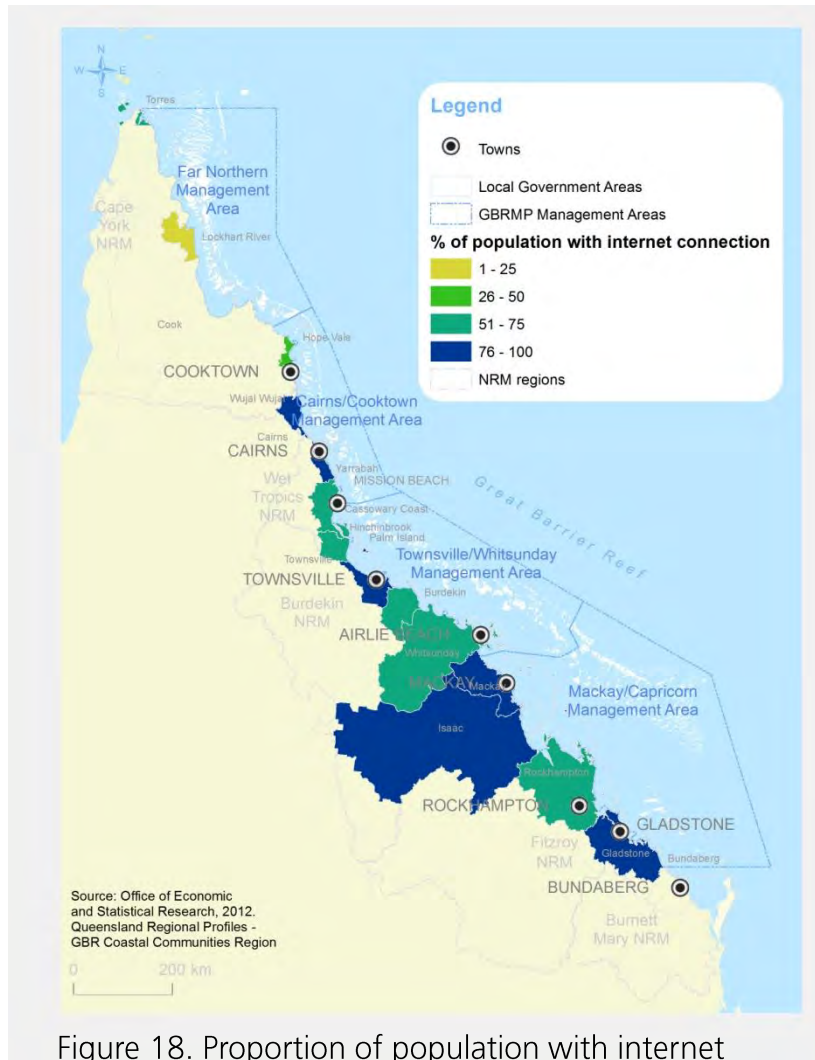 N
W E
S
Torres
Far Northern
Management
Area
Cape
York
NRM
Lockhart River
Cook
Hope Vale
COOKTOWN
Wujal Wujal
Cairns/Cooktown
Management Area
Cairns
CAIRNS
Yarrabah
MISSION BEACH
Wet
Tropics
NRM
Cassowary Coast
Hinchinbrook
Palm Island
Great Barrier Reef
Townsville
Townsville/Whitsunday
Management Area
TOWNSVILLE
Burdekin
Burdekin
NRM
AIRLIE BEACH
Whitsunday
MACKAY
Mackay
Mackay/Capricorn
Management Area
Isaac
Rockhampton
ROCKHAMPTON
GLADSTONE
Fitzroy
NRM
Gladstone
Bundaberg
BUNDABERG
Burnett
Mary NRM
Legend
Towns
Local Government Areas
GBRMP Management Areas
% of population with internet connection
1 - 25
26 - 50
51 - 75
76 - 100
NRM regions
Source: Office of Economic
and Statistical Research, 2012.
Queensland Regional Profiles -
GBR Coastal Communities Region
0 200 km
Figure 18. Proportion of population with internet